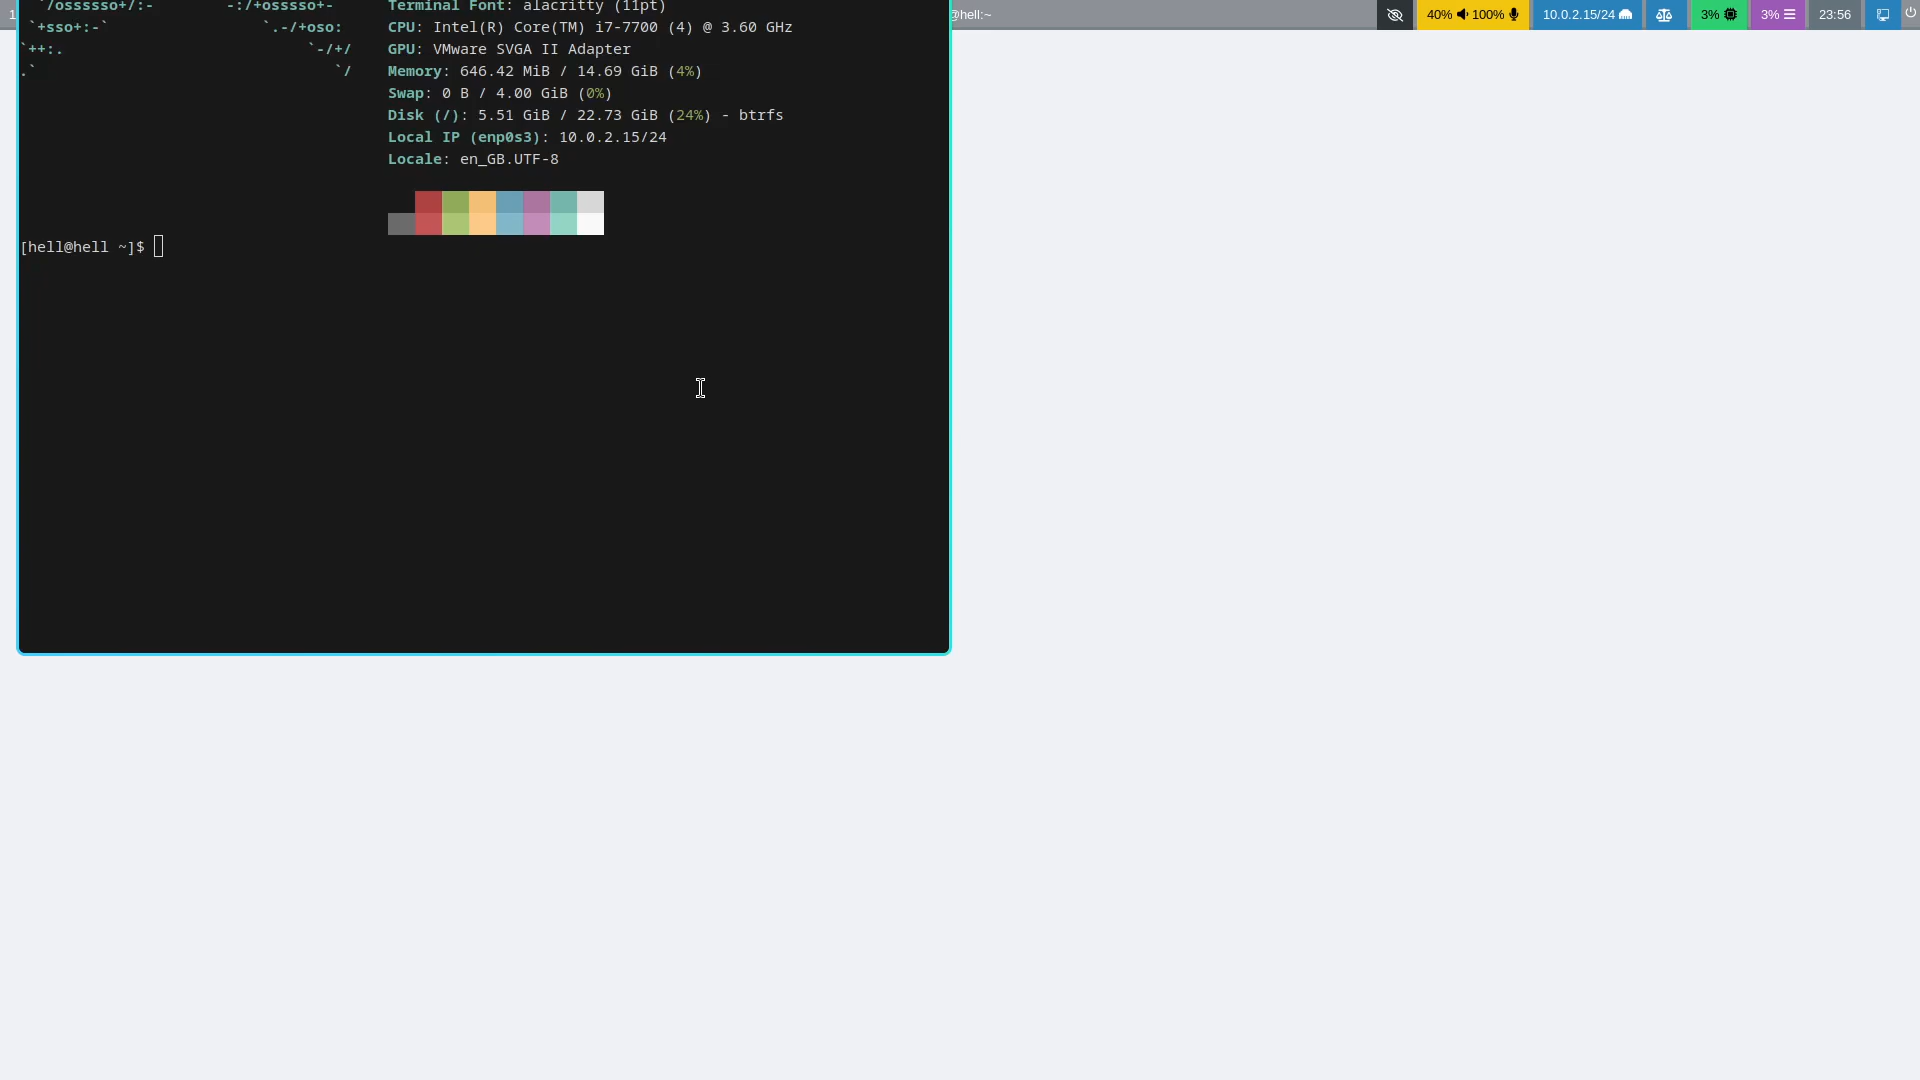 1
@hell:~
40% 100%
10.0.2.15/24
3%
3%
23:56
`/ossssso+/:-        -:/+osssso+-
`+sso+:-`                 `.-/+oso:
`++:.                           `-/+/
.`                                 `/
Terminal Font: alacritty (11pt)
CPU: Intel(R) Core(TM) i7-7700 (4) @ 3.60 GHz
GPU: VMware SVGA II Adapter
Memory: 646.42 MiB / 14.69 GiB (4%)
Swap: 0 B / 4.00 GiB (0%)
Disk (/): 5.51 GiB / 22.73 GiB (24%) - btrfs
Local IP (enp0s3): 10.0.2.15/24
Locale: en_GB.UTF-8
[hell@hell ~]$